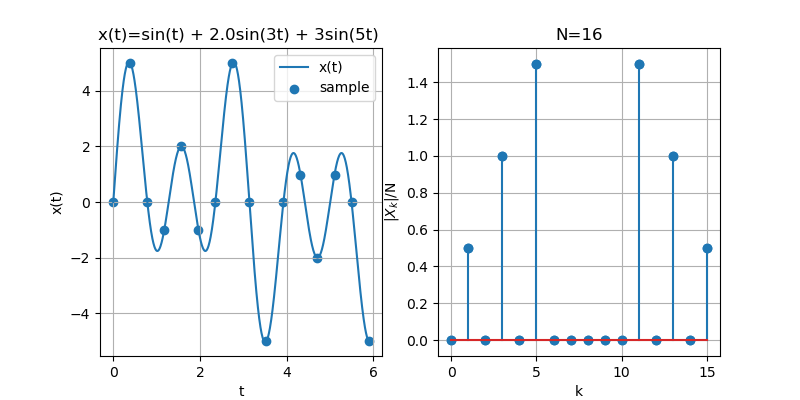 x(t)=sin(t) + 2.0sin(3t) + 3sin(5t)
x(t)
sample
x(t)
4
2
0
−2
−4
0
2
4
6
t
N=16
|X_k|/N
1.4
1.2
1.0
0.8
0.6
0.4
0.2
0.0
0
5
10
15
k